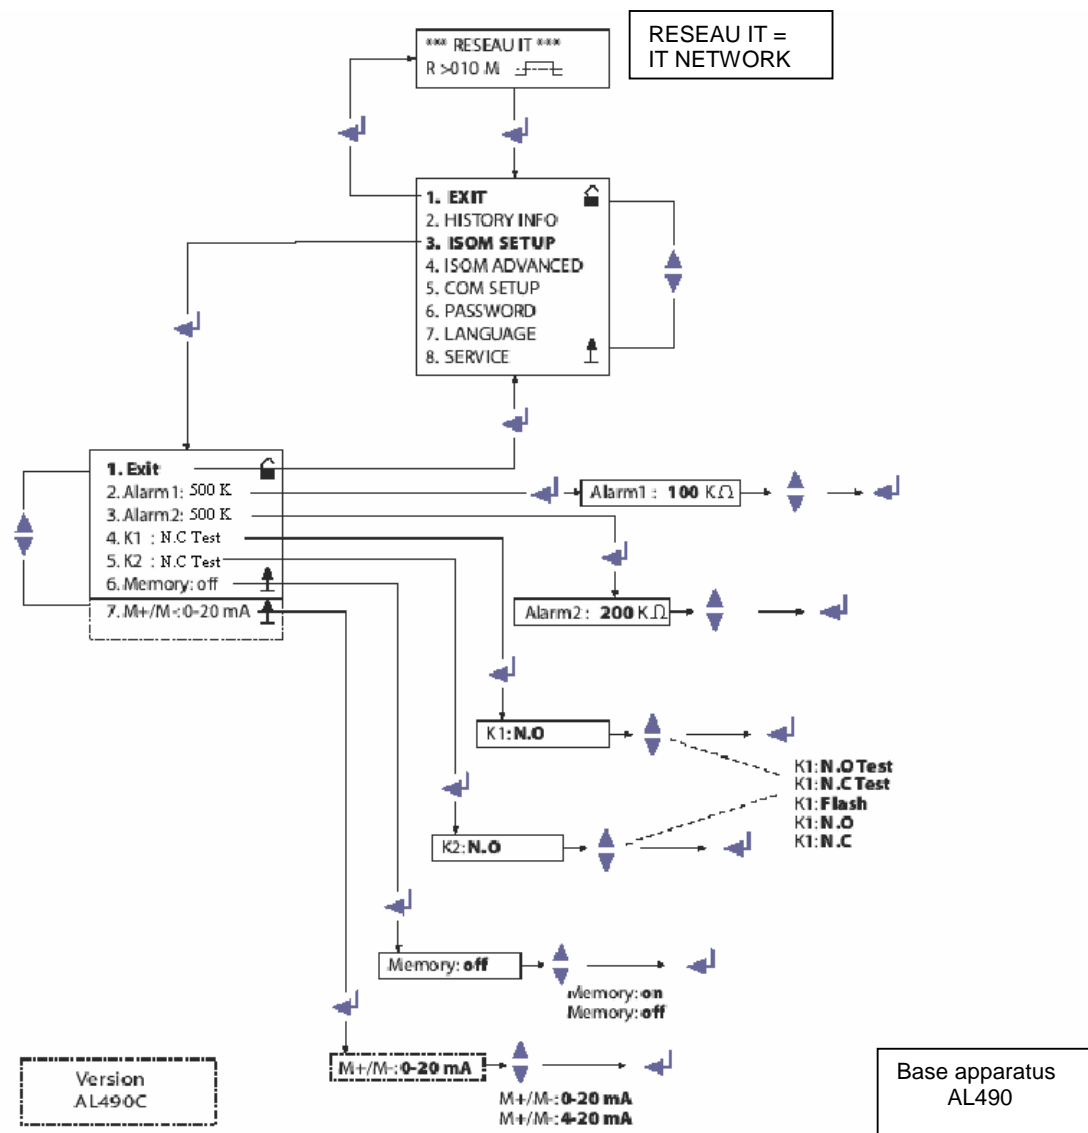 *** RESEAU IT ***
R >010 M
RESEAU IT =
IT NETWORK
1. EXIT
2. HISTORY INFO
3. ISOM SETUP
4. ISOM ADVANCED
5. COM SETUP
6. PASSWORD
7. LANGUAGE
8. SERVICE
1. Exit
2. Alarm1: 500 K
3. Alarm2: 500 K
4. K1 : N.C Test
5. K2 : N.C Test
6. Memory: off
7. M+/M-: 0-20 mA
Alarm1 : 100 KΩ
Alarm2 : 200 KΩ
K1: N.O
K1: N.O Test
K1: N.C Test
K1: Flash
K1: N.O
K1: N.C
K2: N.O
Memory: off
Memory: on
Memory: off
M+/M-: 0-20 mA
M+/M-: 0-20 mA
M+/M-: 4-20 mA
Version
AL490C
Base apparatus
AL490